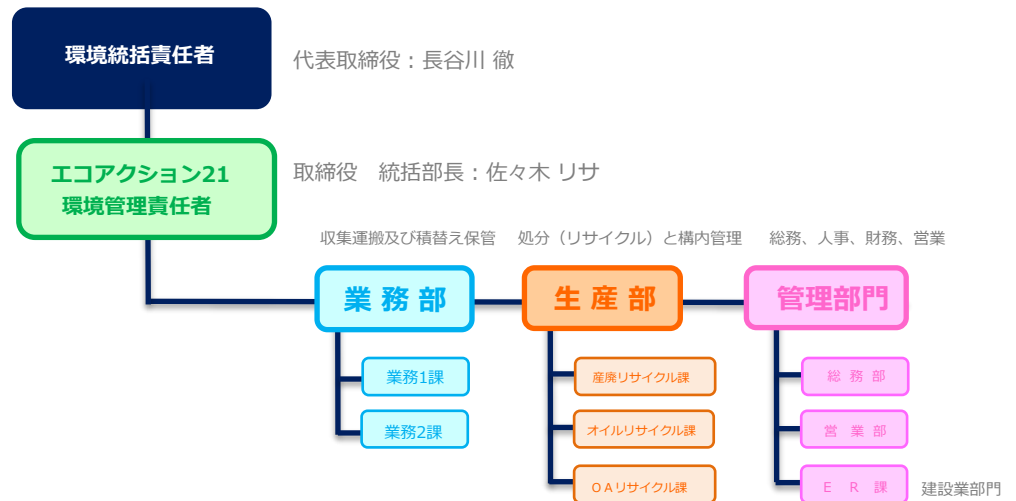 環境統括責任者
代表取締役：長谷川 徹
エコアクション21
環境管理責任者
取締役　統括部長：佐々木 リサ
収集運搬及び積替え保管
処分（リサイクル）と構内管理
総務、人事、財務、営業
業 務 部
生 産 部
管理部門
業務1課
産廃リサイクル課
総 務 部
業務2課
オイルリサイクル課
営 業 部
ＯＡリサイクル課
Ｅ Ｒ 課
建設業部門